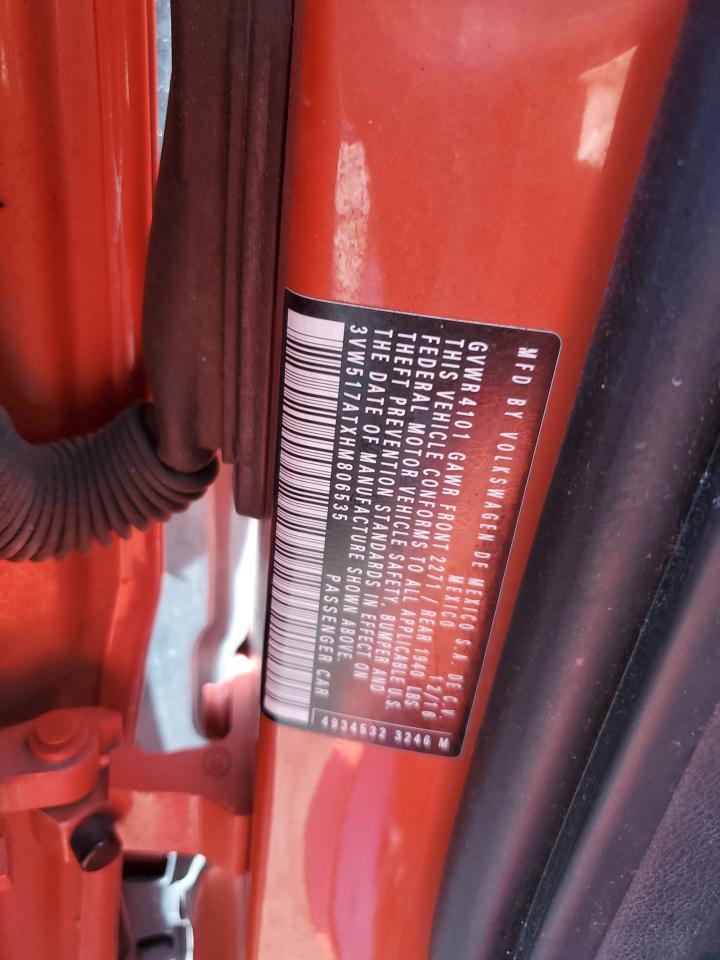 MFD BY VOLKSWAGEN DE MEXICO S.A. DE C.V.
MEXICO 12/16
GVWR4101 GAWR FRONT 2271 / REAR 1940 LBS
THIS VEHICLE CONFORMS TO ALL APPLICABLE U.S.
FEDERAL MOTOR VEHICLE SAFETY, BUMPER AND
THEFT PREVENTION STANDARDS IN EFFECT ON
THE DATE OF MANUFACTURE SHOWN ABOVE.
3VW517ATXHM806535 PASSENGER CAR
4934532 3246 M